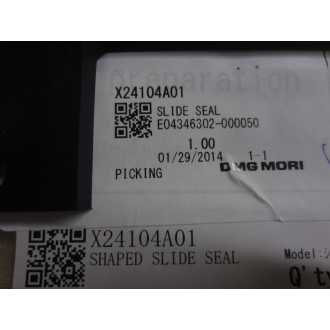 preparation
X24104A01
SLIDE SEAL
E04346302-000050
1.00
01/29/2014 1-1
PICKING DMG MORI
X24104A01
SHAPED SLIDE SEAL
Model:
Q'ty